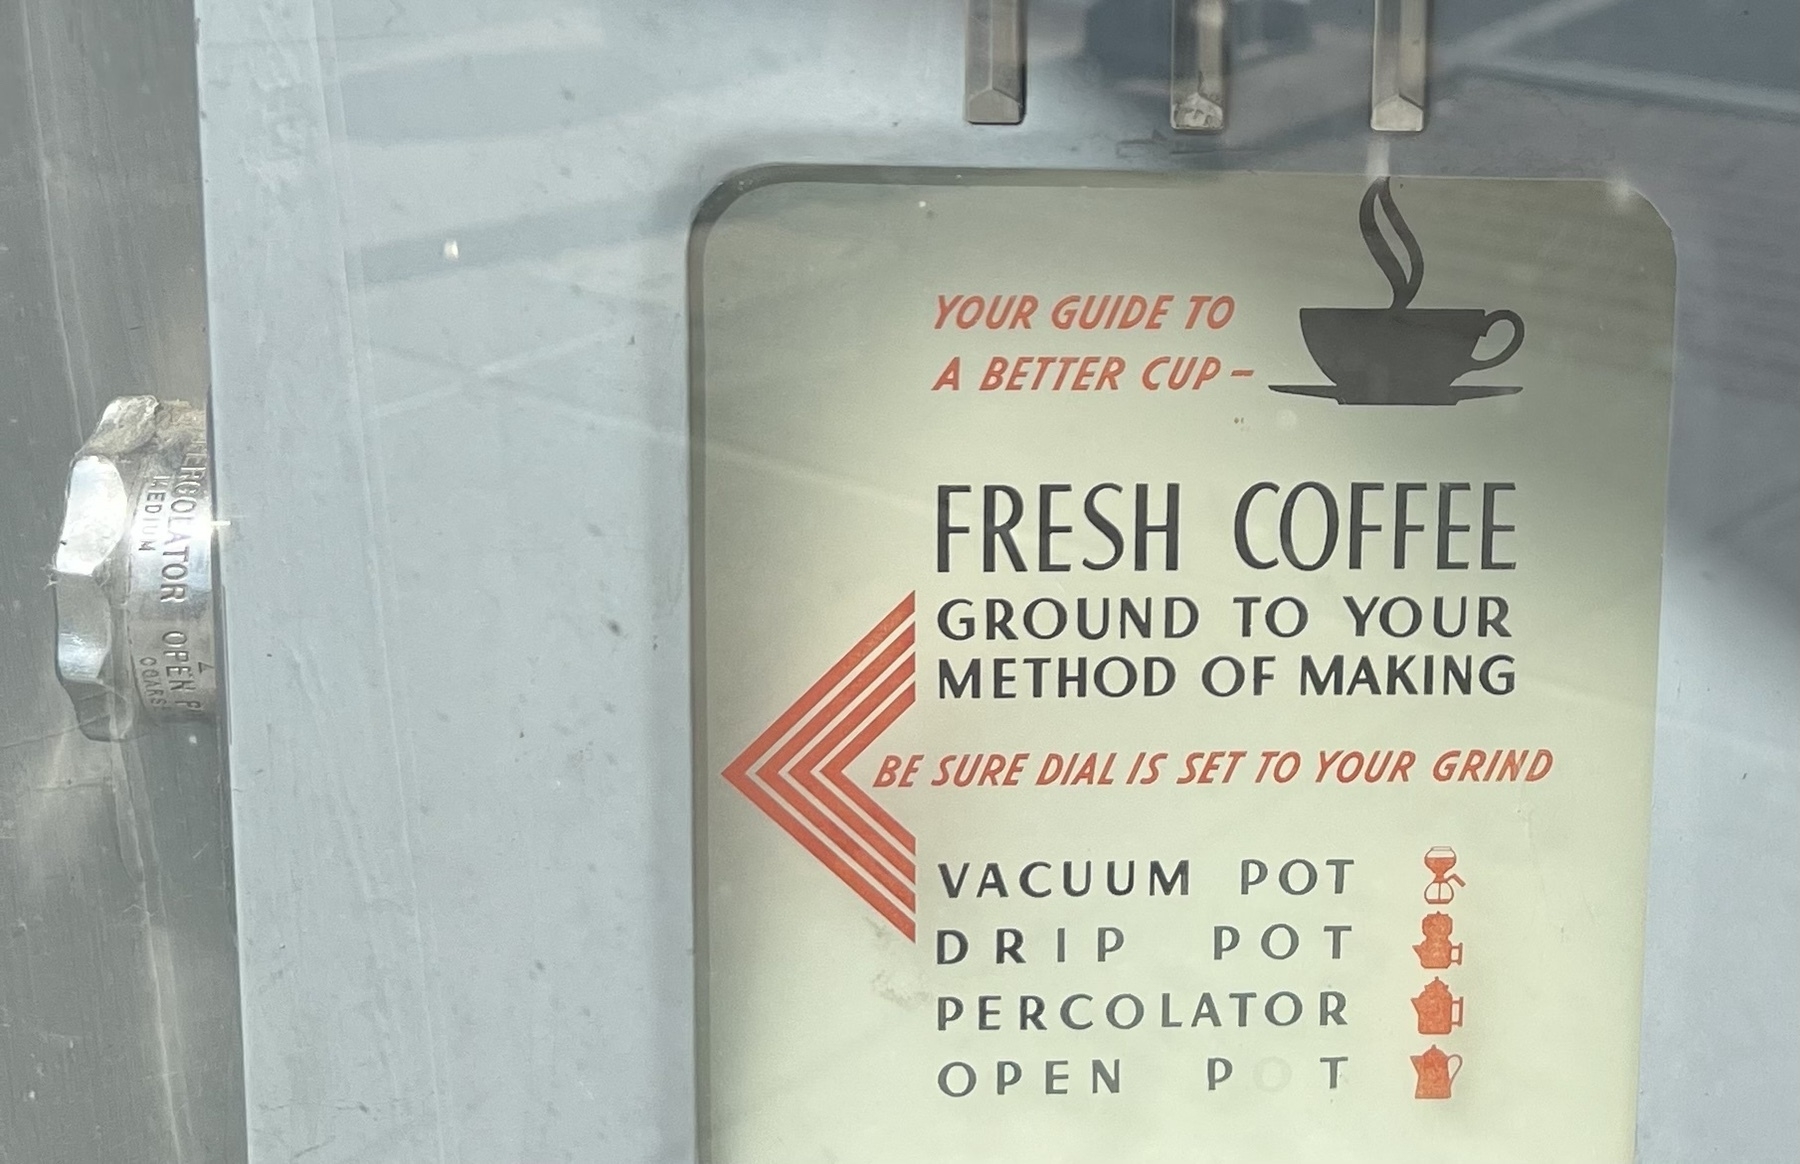 PERCOLATOR OPEN
MEDIUM
YOUR GUIDE TO
A BETTER CUP –
FRESH COFFEE
GROUND TO YOUR
METHOD OF MAKING
BE SURE DIAL IS SET TO YOUR GRIND
VACUUM POT
DRIP POT
PERCOLATOR
OPEN POT